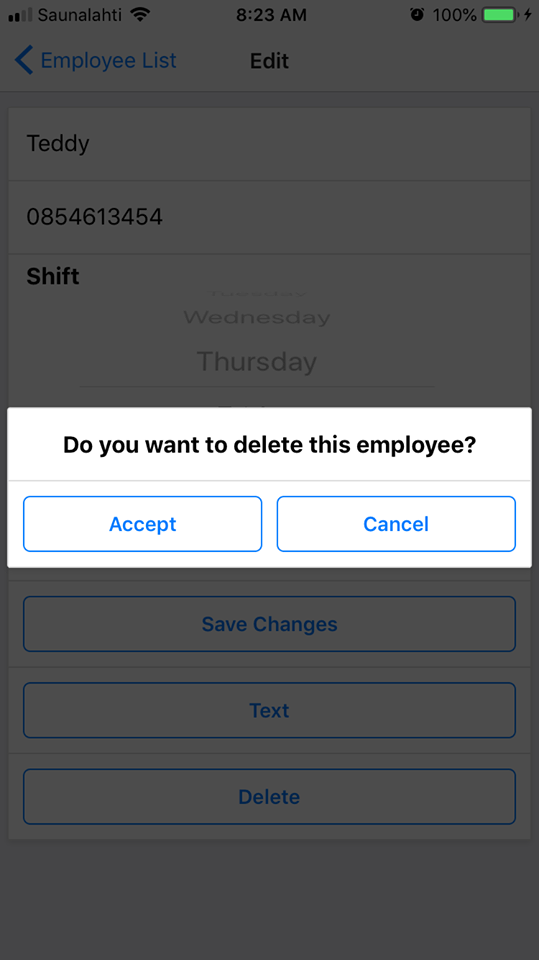 Saunalahti 8:23 AM 100%
Employee List Edit
Teddy
0854613454
Shift
Tuesday
Wednesday
Thursday
Do you want to delete this employee?
Accept Cancel
Save Changes
Text
Delete